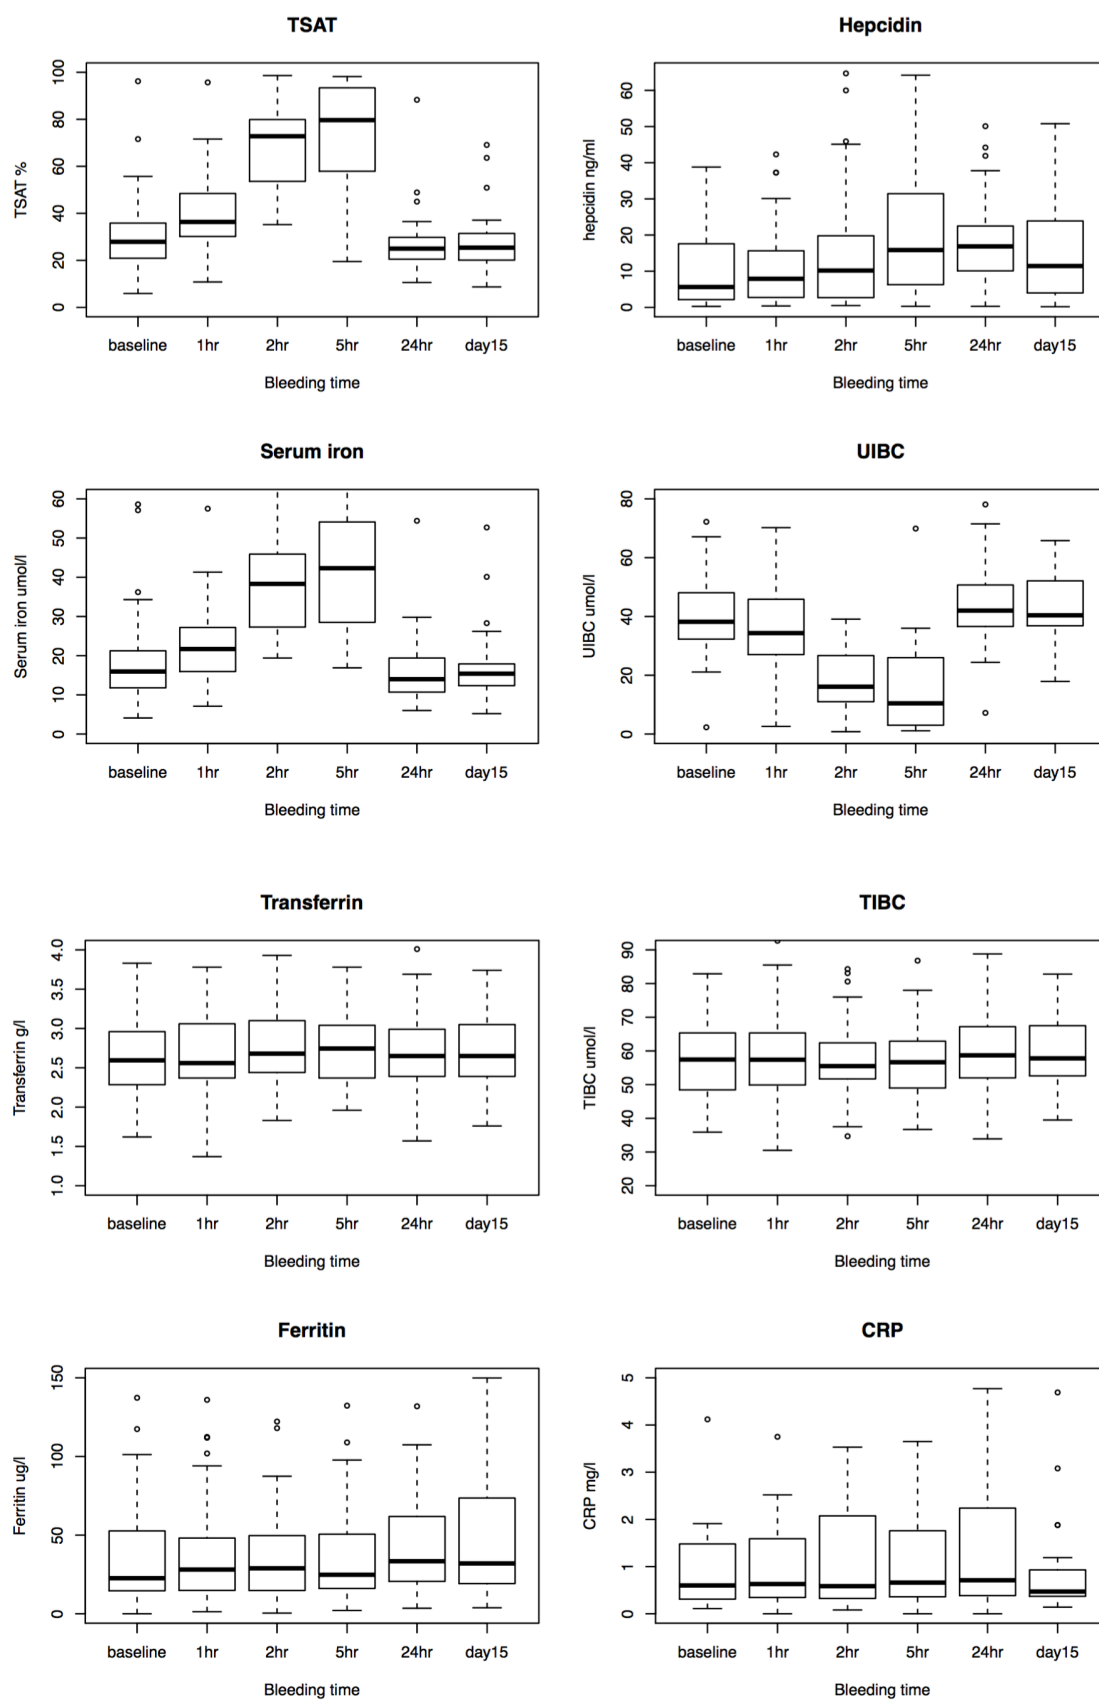 TSAT
TSAT %
100
80
60
40
20
0
baseline 1hr 2hr 5hr 24hr day15
Bleeding time
Hepcidin
hepcidin ng/ml
60
50
40
30
20
10
0
baseline 1hr 2hr 5hr 24hr day15
Bleeding time
Serum iron
Serum iron umol/l
60
50
40
30
20
10
0
baseline 1hr 2hr 5hr 24hr day15
Bleeding time
UIBC
UIBC umol/l
80
60
40
20
0
baseline 1hr 2hr 5hr 24hr day15
Bleeding time
Transferrin
Transferrin g/l
4.0
3.5
3.0
2.5
2.0
1.5
1.0
baseline 1hr 2hr 5hr 24hr day15
Bleeding time
TIBC
TIBC umol/l
90
80
70
60
50
40
30
20
baseline 1hr 2hr 5hr 24hr day15
Bleeding time
Ferritin
Ferritin ug/l
150
100
50
0
baseline 1hr 2hr 5hr 24hr day15
Bleeding time
CRP
CRP mg/l
5
4
3
2
1
0
baseline 1hr 2hr 5hr 24hr day15
Bleeding time